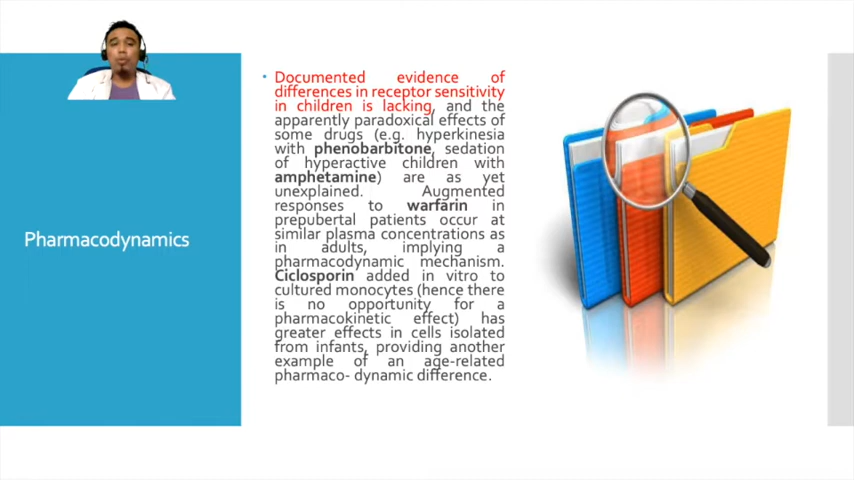 Pharmacodynamics
• Documented evidence of
differences in receptor sensitivity
in children is lacking, and the
apparently paradoxical effects of
some drugs (e.g. hyperkinesia
with phenobarbitone, sedation
of hyperactive children with
amphetamine) are as yet
unexplained. Augmented
responses to warfarin in
prepubertal patients occur at
similar plasma concentrations as
in adults, implying a
pharmacodynamic mechanism.
Ciclosporin added in vitro to
cultured monocytes (hence there
is no opportunity for a
pharmacokinetic effect) has
greater effects in cells isolated
from infants, providing another
example of an age-related
pharmaco- dynamic difference.